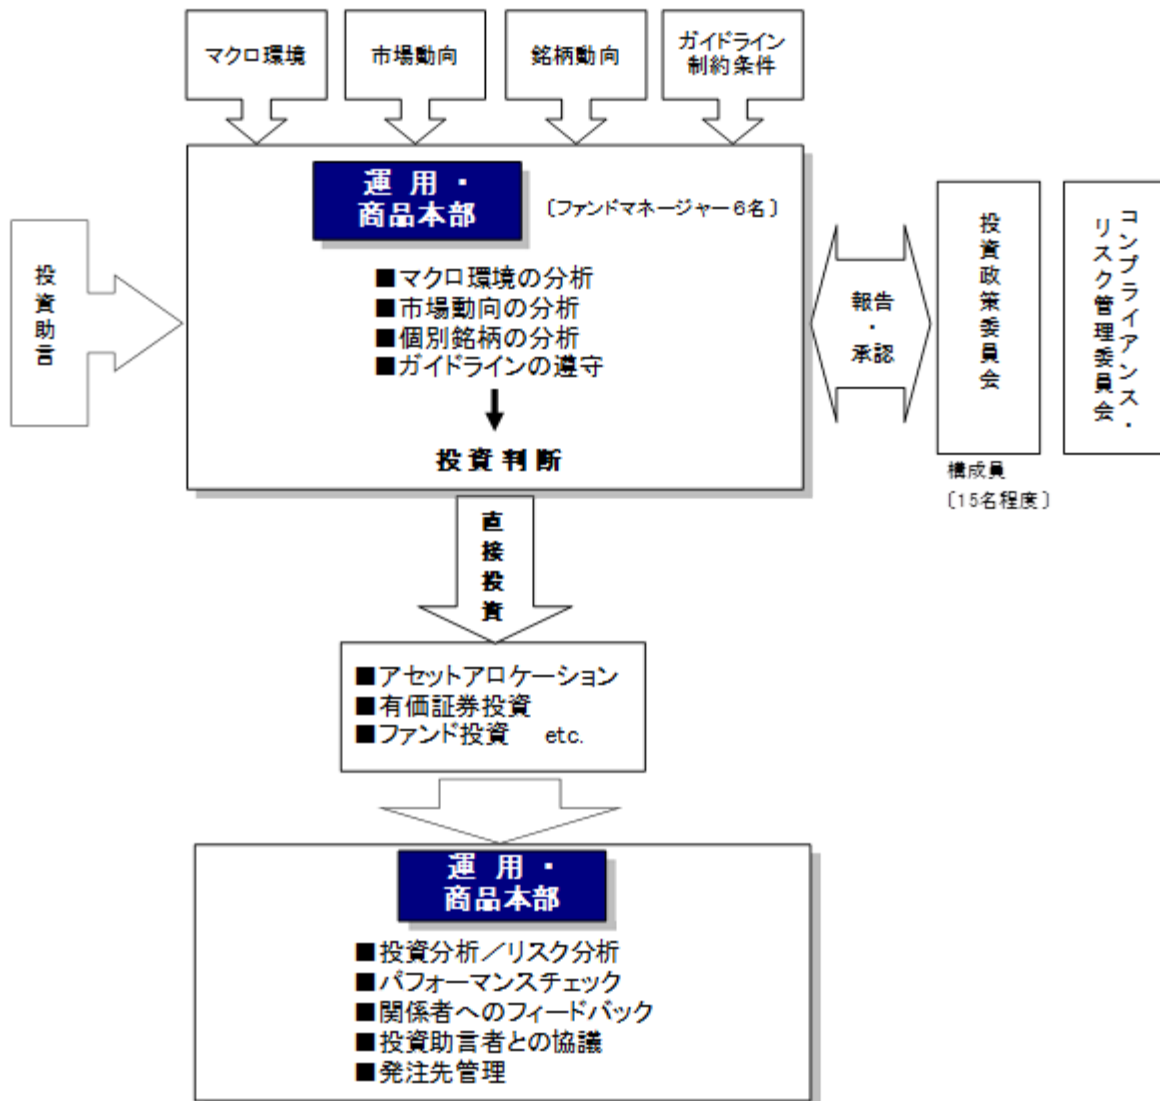 マクロ環境
市場動向
銘柄動向
ガイドライン
制約条件
運 用 ・
商品本部
〔ファンドマネージャー6名〕
■マクロ環境の分析
■市場動向の分析
■個別銘柄の分析
■ガイドラインの遵守
投資判断
投資助言
報告
・
承認
投資政策委員会
コンプライアンス・
リスク管理委員会
構成員
〔15名程度〕
直接投資
■アセットアロケーション
■有価証券投資
■ファンド投資 etc.
運 用 ・
商品本部
■投資分析／リスク分析
■パフォーマンスチェック
■関係者へのフィードバック
■投資助言者との協議
■発注先管理